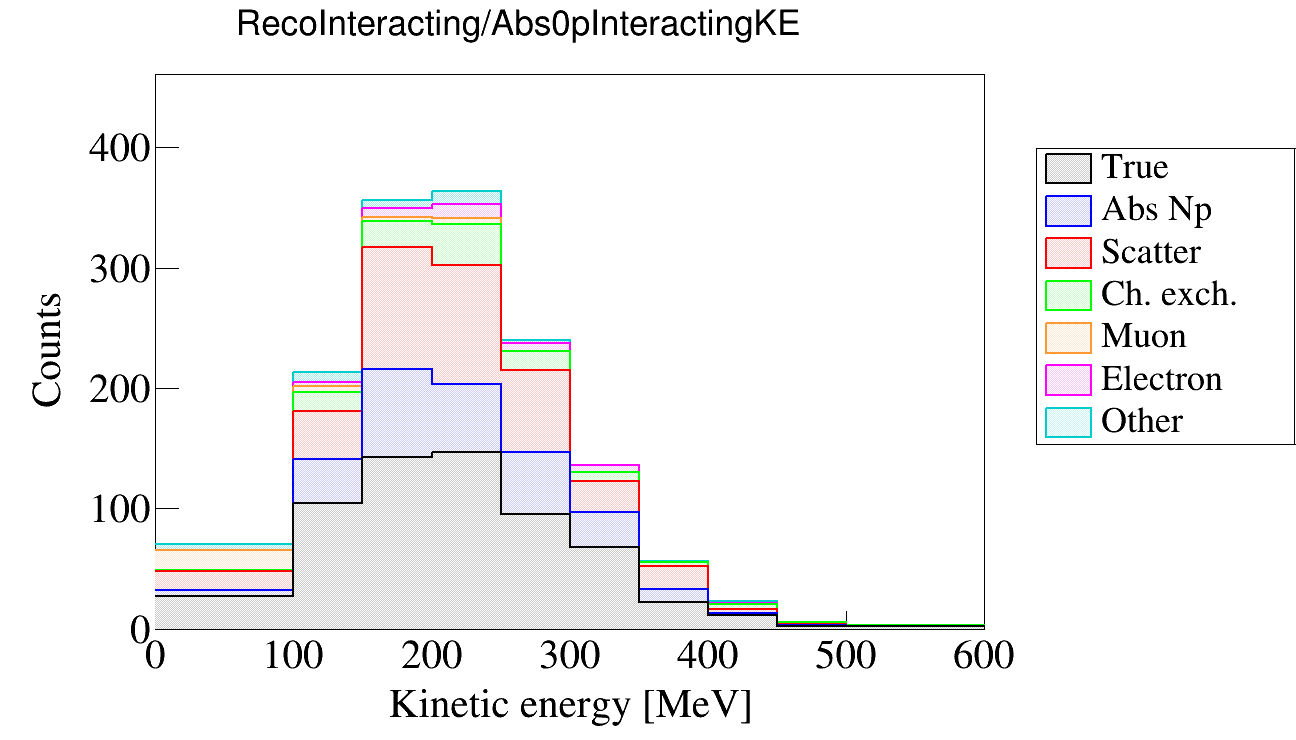 RecoInteracting/Abs0pInteractingKE
Counts
400
300
200
100
0
0 100 200 300 400 500 600
Kinetic energy [MeV]
True
Abs Np
Scatter
Ch. exch.
Muon
Electron
Other